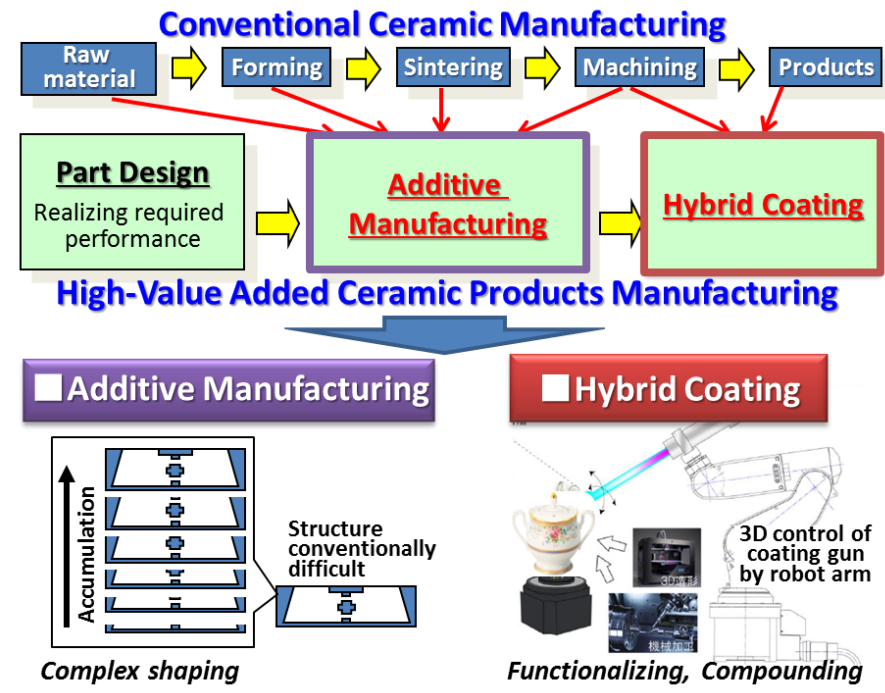 Conventional Ceramic Manufacturing
Raw
material
Forming
Sintering
Machining
Products
Part Design
Realizing required
performance
Additive
Manufacturing
Hybrid Coating
High-Value Added Ceramic Products Manufacturing
■Additive Manufacturing
■Hybrid Coating
Accumulation
Structure
conventionally
difficult
3D造形
機械加工
3D control of
coating gun
by robot arm
Complex shaping
Functionalizing, Compounding